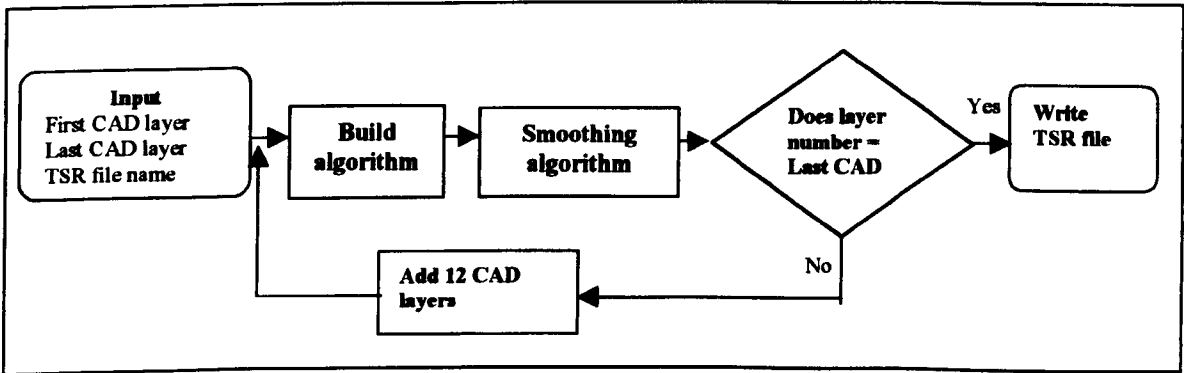 Input
First CAD layer
Last CAD layer
TSR file name
Build
algorithm
Smoothing
algorithm
Does layer
number =
Last CAD
Yes
Write
TSR file
No
Add 12 CAD
layers